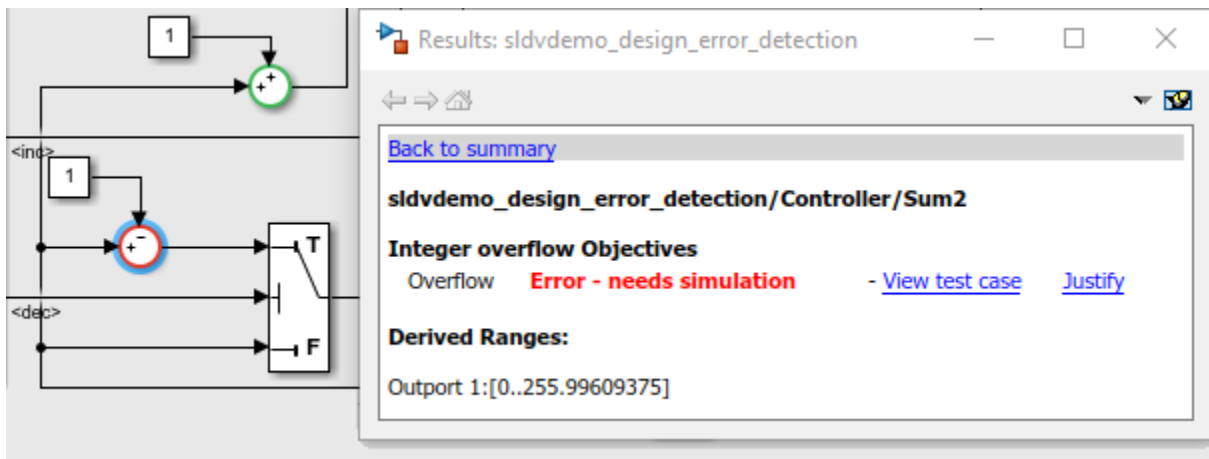 1
Results: sldvdemo_design_error_detection
+
+
<inc>
1
Back to summary
sldvdemo_design_error_detection/Controller/Sum2
+
-
T
Integer overflow Objectives
Overflow Error - needs simulation - View test case Justify
<dec>
F
Derived Ranges:
Outport 1:[0..255.99609375]